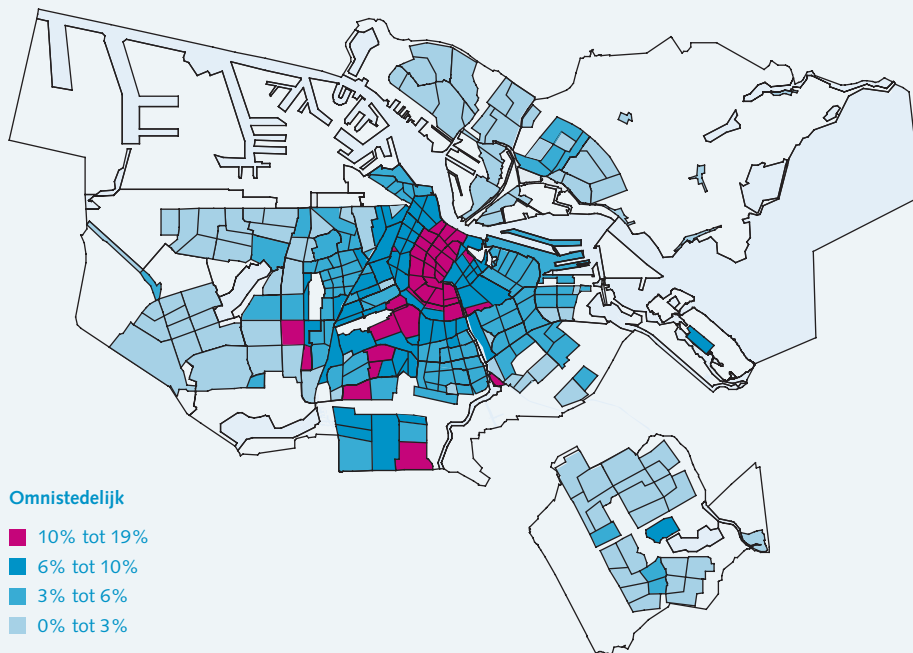 Omnistedelijk
10% tot 19%
6% tot 10%
3% tot 6%
0% tot 3%